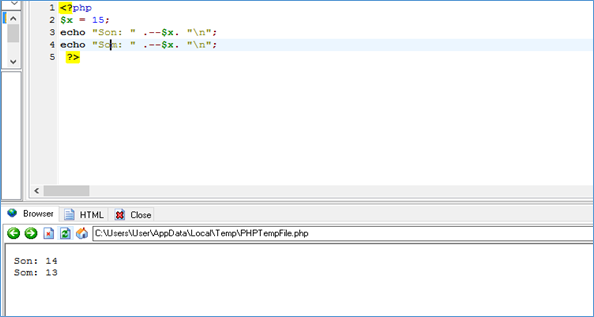 1 <?php
2 $x = 15;
3 echo "Son: " .--$x. "\n";
4 echo "Som: " .--$x. "\n";
5 ?>
Browser HTML Close
C:\Users\User\AppData\Local\Temp\PHPTempFile.php
Son: 14
Som: 13